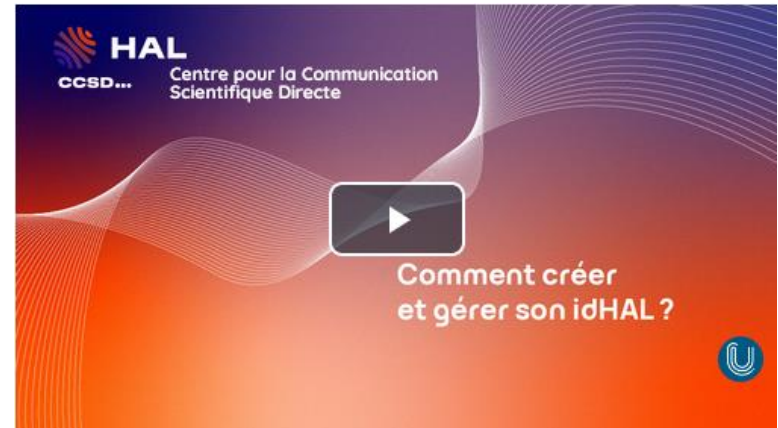 HAL
CCSD...
Centre pour la Communication
Scientifique Directe
Comment créer
et gérer son idHAL ?